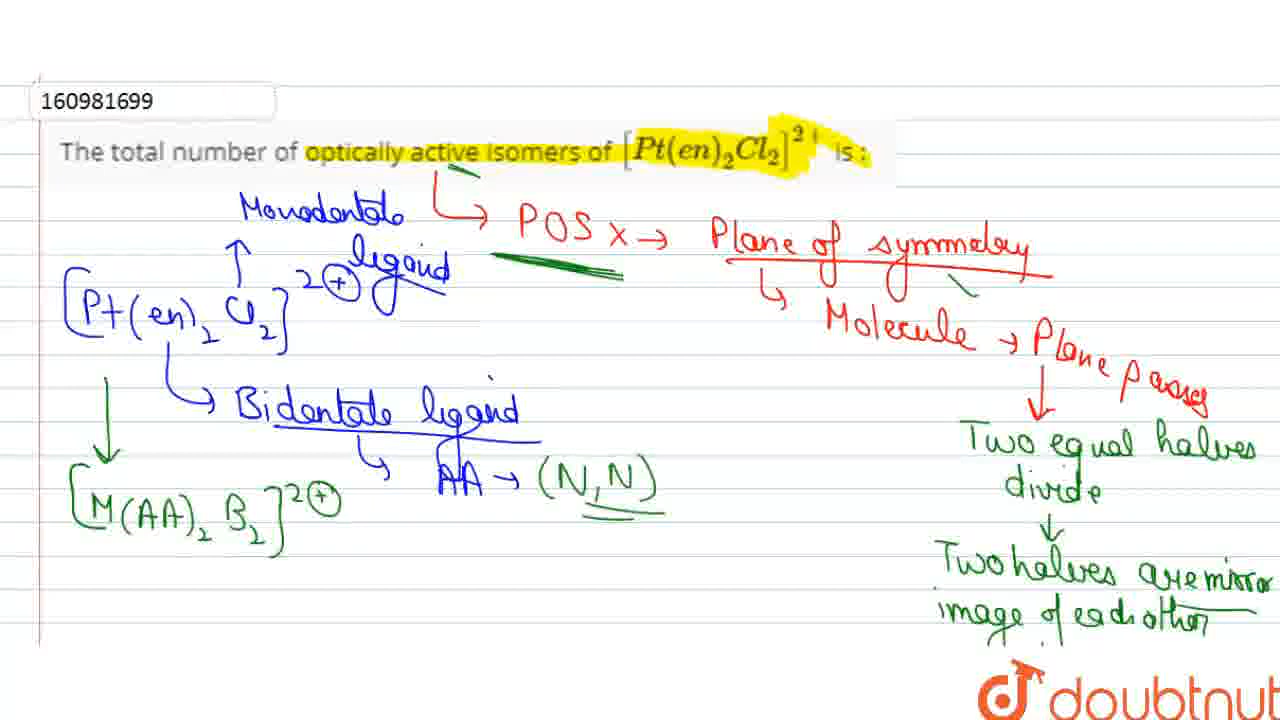 160981699
The total number of optically active isomers of [Pt(en)₂Cl₂]²⁺ is :
Monodentate
ligand
POS x → Plane of symmetry
[Pt(en)₂ Cl₂]²⁺
Molecule → Plane passes
Bidentate ligand
AA → (N, N)
Two equal halves
divide
[M(AA)₂ B₂]²⁺
Two halves are mirror
image of each other
doubtnut